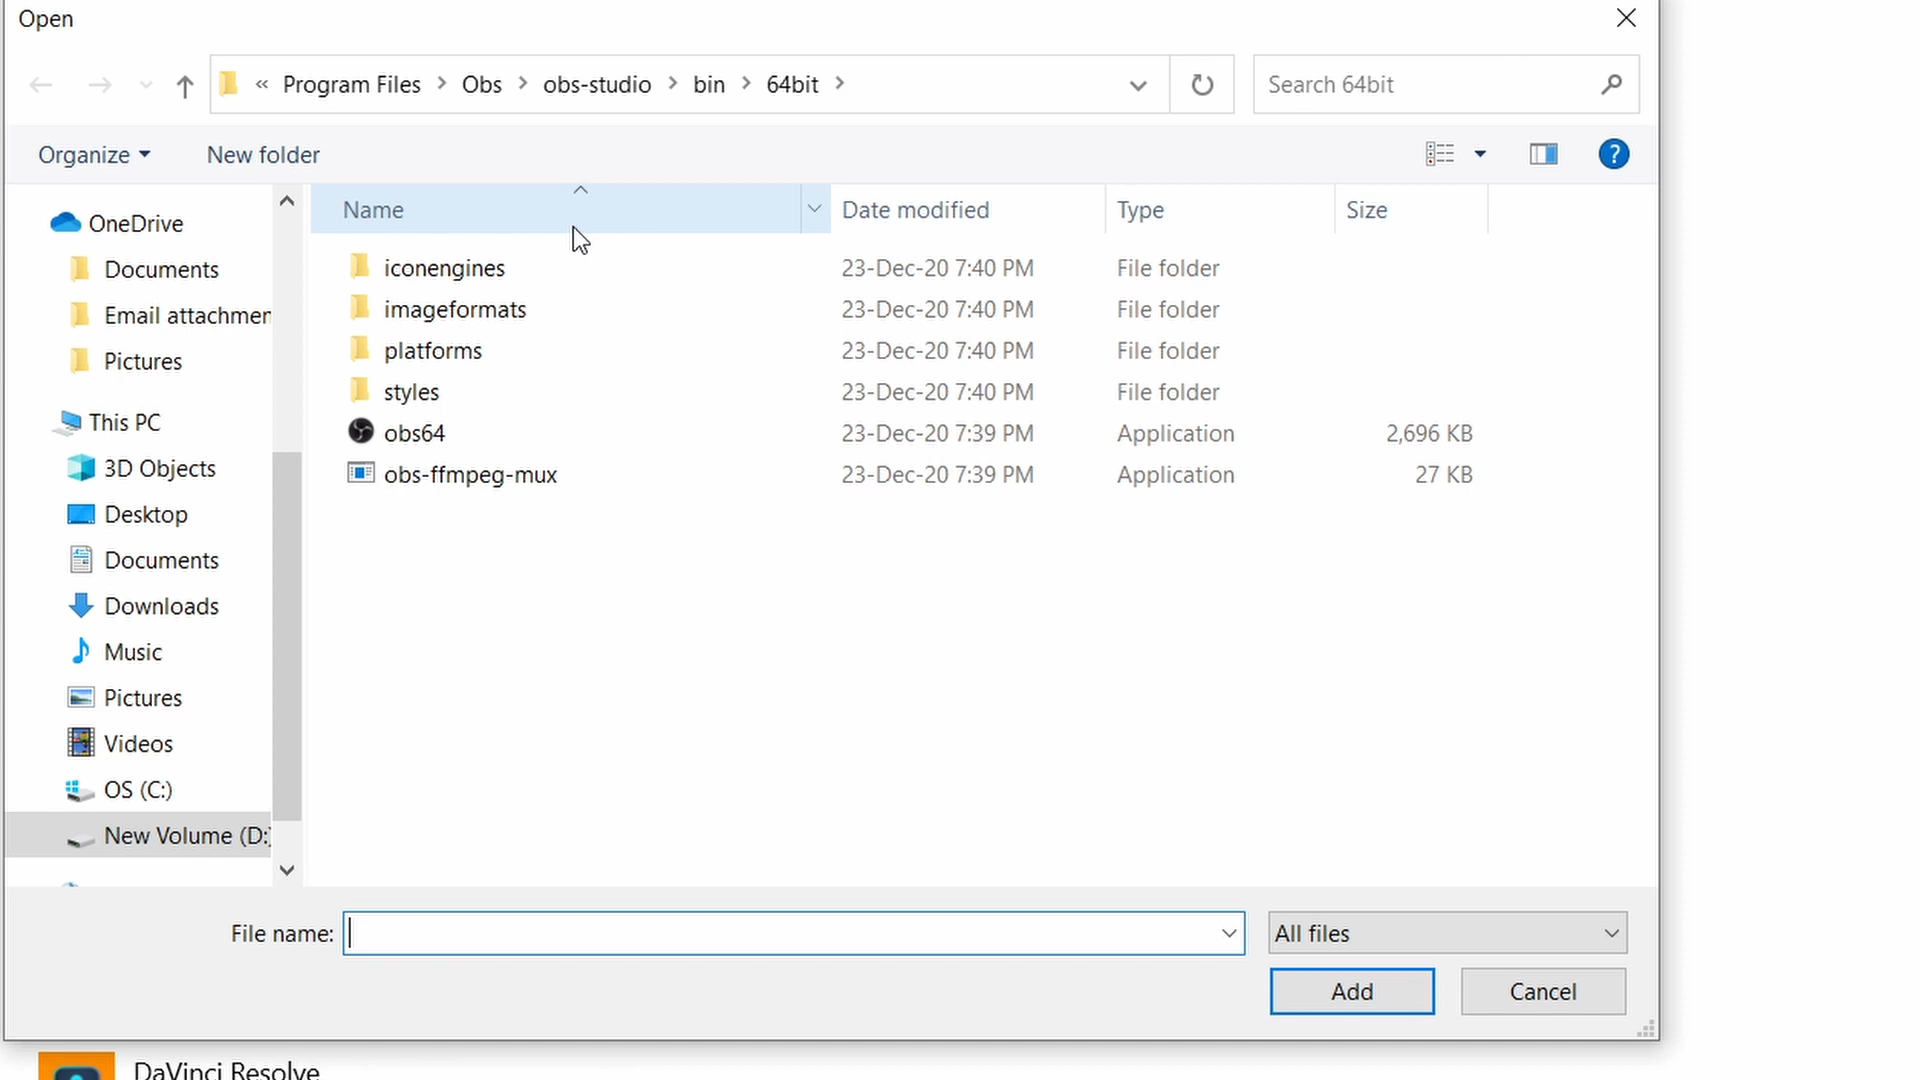 Open
« Program Files > Obs > obs-studio > bin > 64bit >
Search 64bit
Organize
New folder
?
Name
Date modified
Type
Size
OneDrive
Documents
Email attachmen
Pictures
This PC
3D Objects
Desktop
Documents
Downloads
Music
Pictures
Videos
OS (C:)
New Volume (D:)
iconengines 23-Dec-20 7:40 PM File folder
imageformats 23-Dec-20 7:40 PM File folder
platforms 23-Dec-20 7:40 PM File folder
styles 23-Dec-20 7:40 PM File folder
obs64 23-Dec-20 7:39 PM Application 2,696 KB
obs-ffmpeg-mux 23-Dec-20 7:39 PM Application 27 KB
File name:
All files
Add
Cancel
DaVinci Resolve